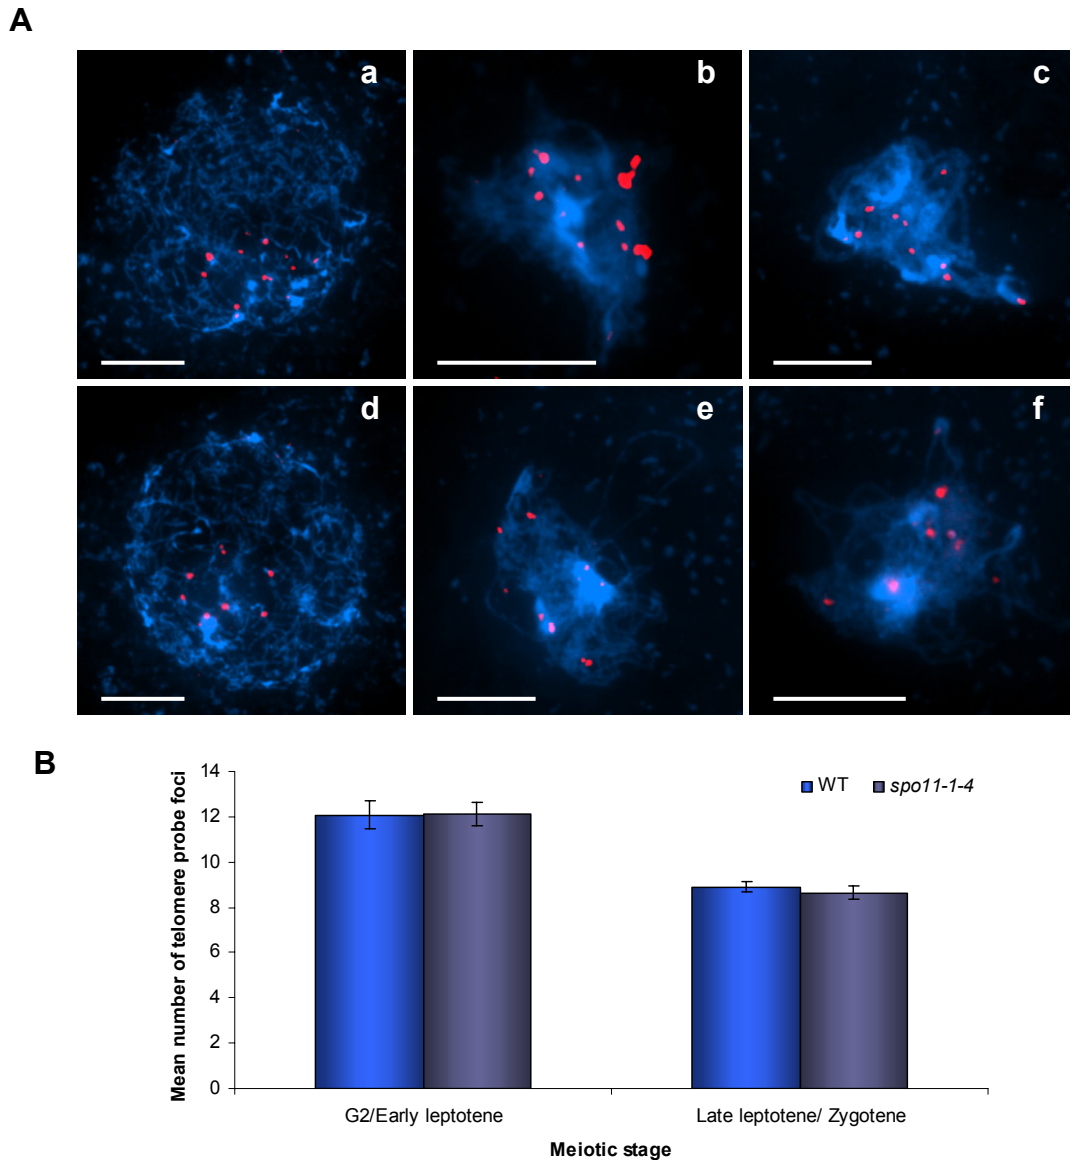 A
a
b
c
d
e
f
B
Mean number of telomere probe foci
14
12
10
8
6
4
2
0
WT
spo11-1-4
G2/Early leptotene
Late leptotene/ Zygotene
Meiotic stage